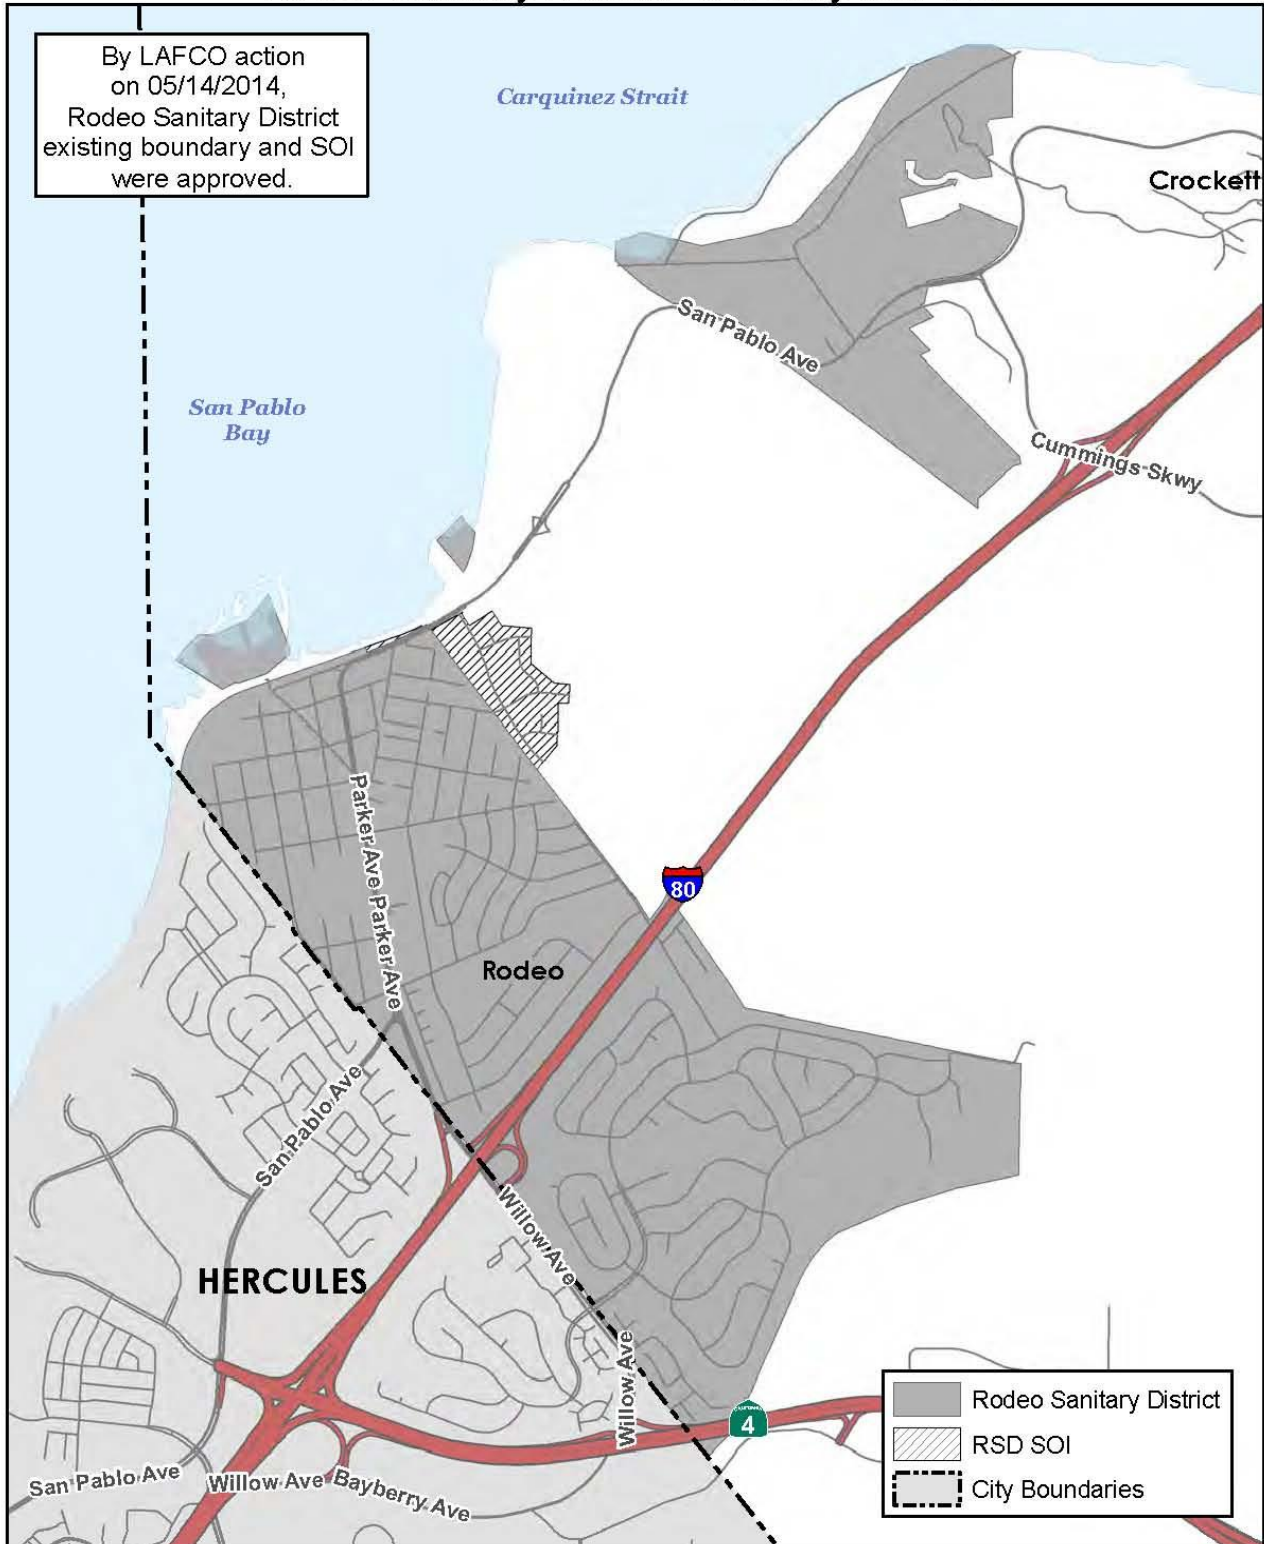 By LAFCO action
on 05/14/2014,
Rodeo Sanitary District
existing boundary and SOI
were approved.
Carquinez Strait
Crockett
San Pablo Ave
San Pablo
Bay
Cummings Skwy
80
Parker Ave Parker Ave
Rodeo
San Pablo Ave
Willow Ave
HERCULES
Willow Ave
4
San Pablo Ave
Willow Ave Bayberry Ave
Rodeo Sanitary District
RSD SOI
City Boundaries